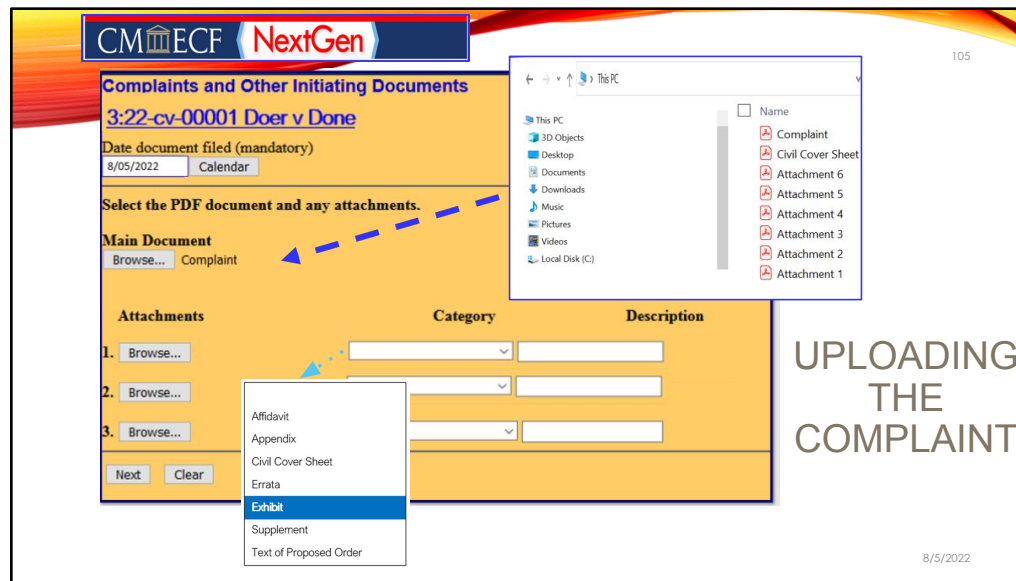 CM ECF NextGen
105
Complaints and Other Initiating Documents
3:22-cv-00001 Doer v Done
Date document filed (mandatory)
8/05/2022 Calendar
Select the PDF document and any attachments.
Main Document
Browse... Complaint
Attachments Category Description
1. Browse...
2. Browse...
3. Browse...
Next Clear
Affidavit
Appendix
Civil Cover Sheet
Errata
Exhibit
Supplement
Text of Proposed Order
This PC
This PC
3D Objects
Desktop
Documents
Downloads
Music
Pictures
Videos
Local Disk (C:)
Name
Complaint
Civil Cover Sheet
Attachment 6
Attachment 5
Attachment 4
Attachment 3
Attachment 2
Attachment 1
UPLOADING
THE
COMPLAINT
8/5/2022